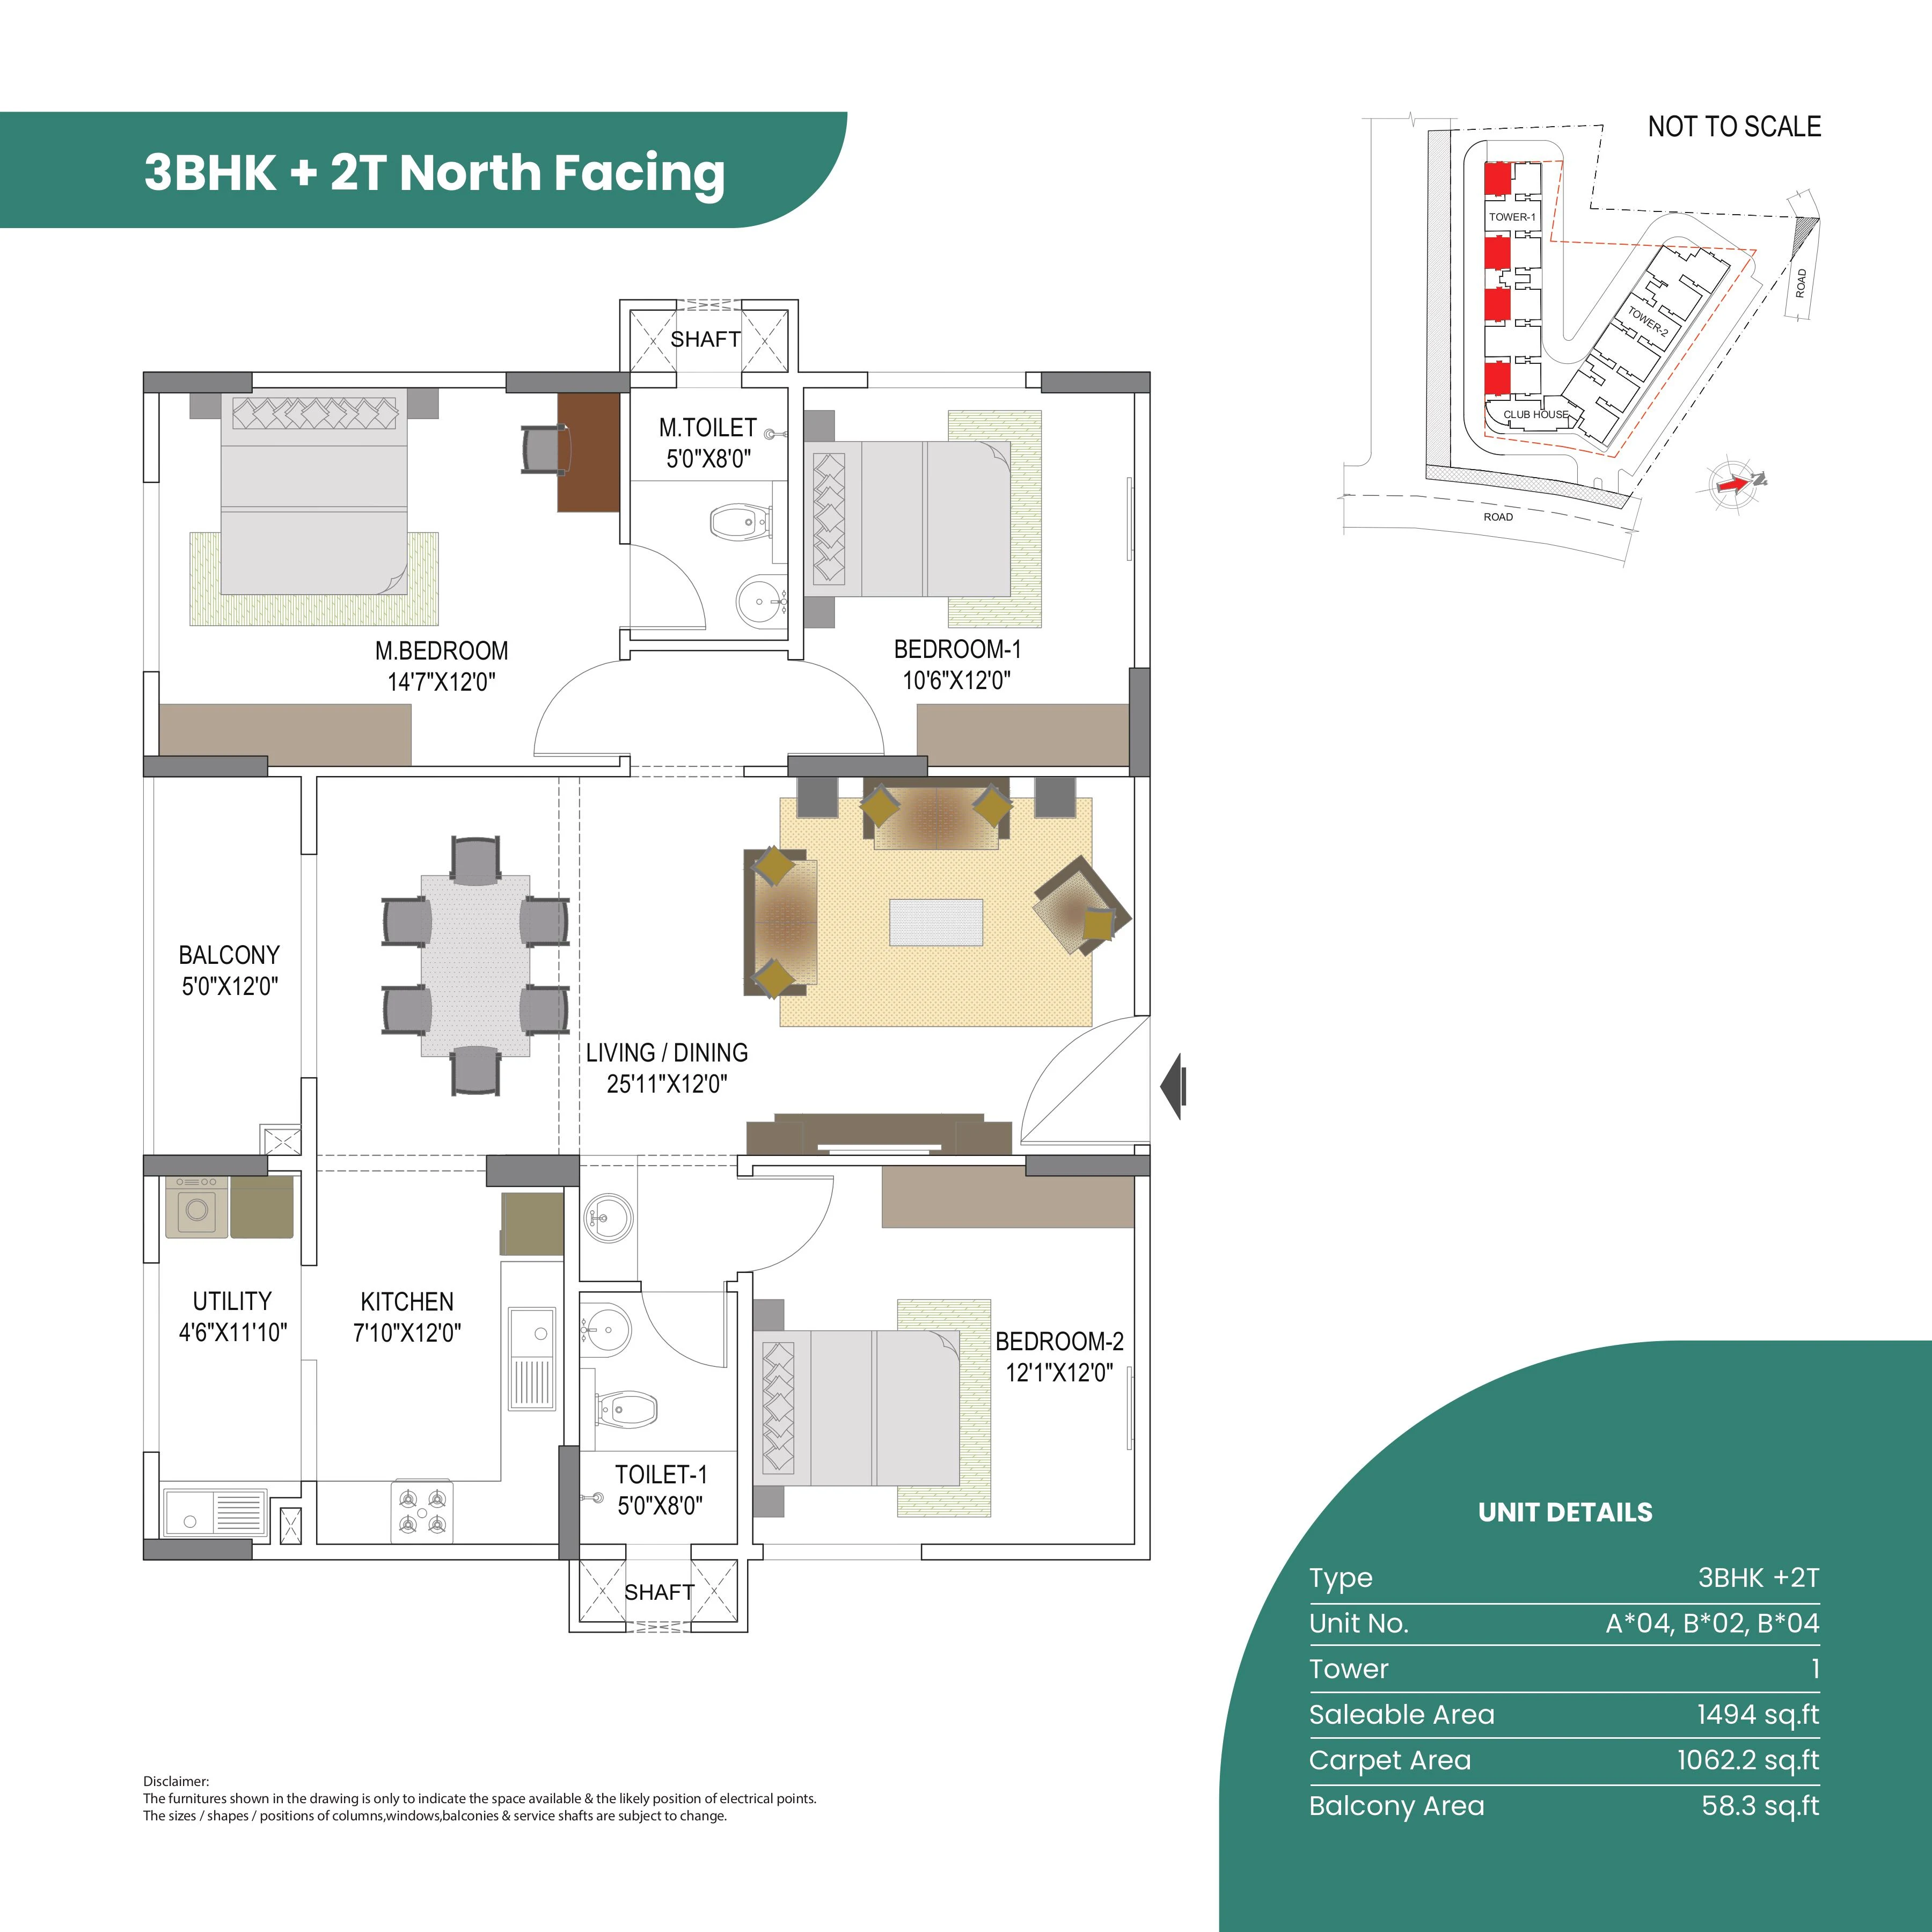 3BHK + 2T North Facing
NOT TO SCALE
TOWER-1
TOWER-2
CLUB HOUSE
ROAD
ROAD
N
SHAFT
M.TOILET
5'0"X8'0"
M.BEDROOM
14'7"X12'0"
BEDROOM-1
10'6"X12'0"
BALCONY
5'0"X12'0"
LIVING / DINING
25'11"X12'0"
UTILITY
4'6"X11'10"
KITCHEN
7'10"X12'0"
BEDROOM-2
12'1"X12'0"
TOILET-1
5'0"X8'0"
SHAFT
UNIT DETAILS
Type 3BHK +2T
Unit No. A*04, B*02, B*04
Tower 1
Saleable Area 1494 sq.ft
Carpet Area 1062.2 sq.ft
Balcony Area 58.3 sq.ft
Disclaimer:
The furnitures shown in the drawing is only to indicate the space available & the likely position of electrical points.
The sizes / shapes / positions of columns,windows,balconies & service shafts are subject to change.